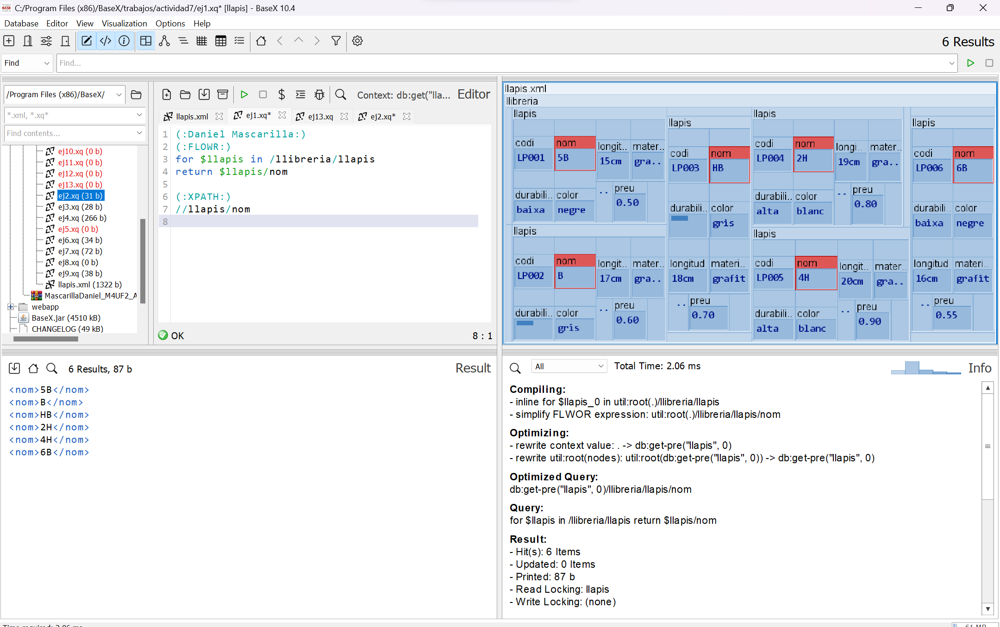 C:/Program Files (x86)/BaseX/trabajos/actividad7/ej1.xq* [llapis] - BaseX 10.4
Database Editor View Visualization Options Help
6 Results
Find
Find...
/Program Files (x86)/BaseX/
*.xml, *.xq*
Find contents...
ej10.xq (0 b)
ej11.xq (0 b)
ej12.xq (0 b)
ej13.xq (0 b)
ej2.xq (31 b)
ej3.xq (28 b)
ej4.xq (266 b)
ej5.xq (0 b)
ej6.xq (34 b)
ej7.xq (72 b)
ej8.xq (0 b)
ej9.xq (38 b)
llapis.xml (1322 b)
MascarillaDaniel_M4UF2_A
webapp
BaseX.jar (4510 kB)
CHANGELOG (49 kB)
Context: db:get("lla... Editor
llapis.xml ej1.xq* ej13.xq ej2.xq*
1 (:Daniel Mascarilla:)
2 (:FLOWR:)
3 for $llapis in /llibreria/llapis
4 return $llapis/nom
5
6 (:XPATH:)
7 //llapis/nom
8
OK 8 : 1
llapis.xml
llibreria
llapis
codi nom longit.. mater..
LP001 5B 15cm gra..
durabili.. color .. preu
baixa negre 0.50
llapis
codi nom longit.. mater..
LP002 B 17cm gra..
durabili.. color .. preu
gris 0.60
llapis
codi nom
LP003 HB
durabili.. color
gris
longitud materi..
18cm grafit
.. preu
0.70
llapis
codi nom longi.. mater..
LP004 2H 19cm gra..
durabili.. color .. preu
alta blanc 0.80
llapis
codi nom longit.. mater..
LP005 4H 20cm gra..
durabili.. color .. preu
alta blanc 0.90
llapis
codi nom
LP006 6B
durabili.. color
baixa negre
longitud materi..
16cm grafit
.. preu
0.55
6 Results, 87 b Result
<nom>5B</nom>
<nom>B</nom>
<nom>HB</nom>
<nom>2H</nom>
<nom>4H</nom>
<nom>6B</nom>
All Total Time: 2.06 ms Info
Compiling:
- inline for $llapis_0 in util:root(.)/llibreria/llapis
- simplify FLWOR expression: util:root(.)/llibreria/llapis/nom
Optimizing:
- rewrite context value: . -> db:get-pre("llapis", 0)
- rewrite util:root(nodes): util:root(db:get-pre("llapis", 0)) -> db:get-pre("llapis", 0)
Optimized Query:
db:get-pre("llapis", 0)/llibreria/llapis/nom
Query:
for $llapis in /llibreria/llapis return $llapis/nom
Result:
- Hit(s): 6 Items
- Updated: 0 Items
- Printed: 87 b
- Read Locking: llapis
- Write Locking: (none)
Time required: 2.06 ms
61 MB